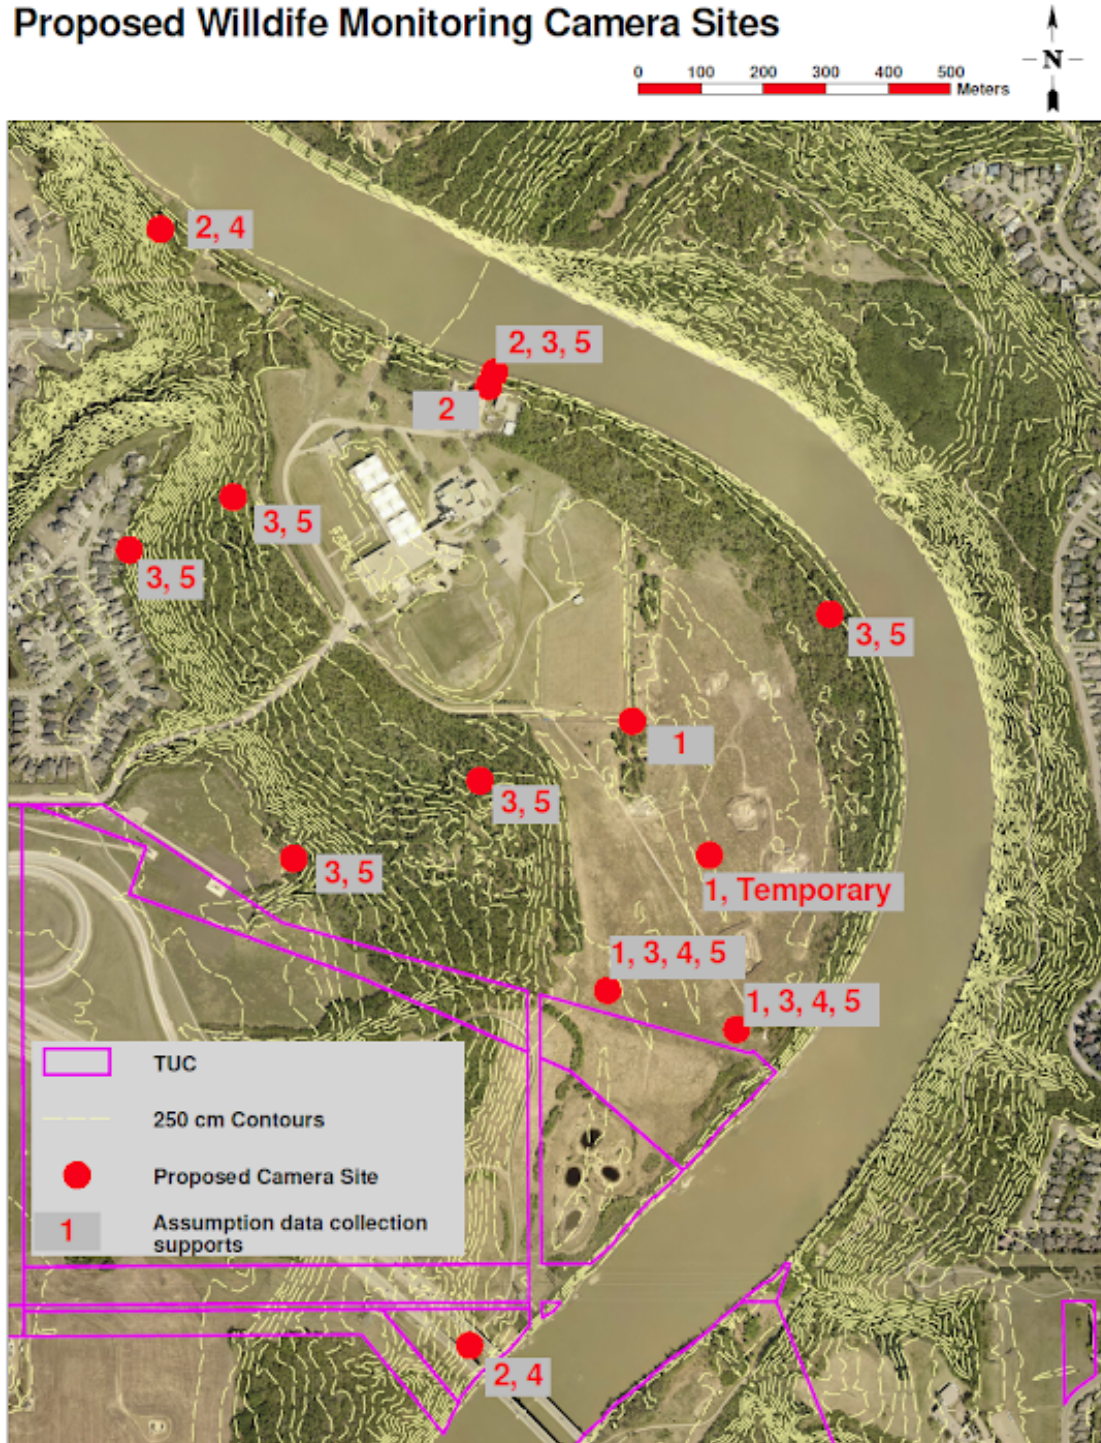 Proposed Willdife Monitoring Camera Sites
0 100 200 300 400 500
Meters
N
2, 4
2, 3, 5
2
3, 5
3, 5
3, 5
1
3, 5
3, 5
1, Temporary
1, 3, 4, 5
1, 3, 4, 5
TUC
250 cm Contours
Proposed Camera Site
1
Assumption data collection
supports
2, 4